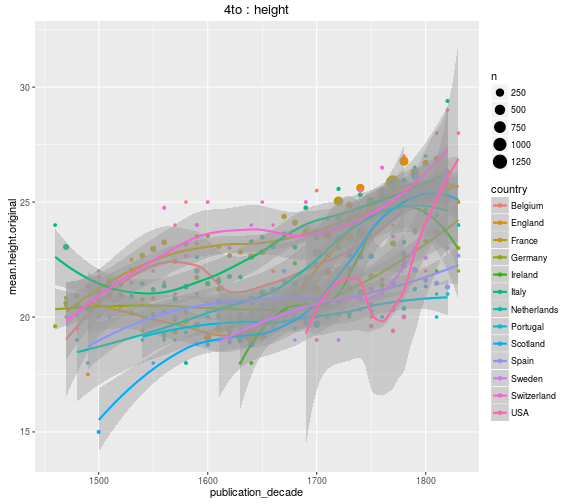 4to : height
mean.height.original
30
25
20
15
1500
1600
1700
1800
publication_decade
n
250
500
750
1000
1250
country
Belgium
England
France
Germany
Ireland
Italy
Netherlands
Portugal
Scotland
Spain
Sweden
Switzerland
USA